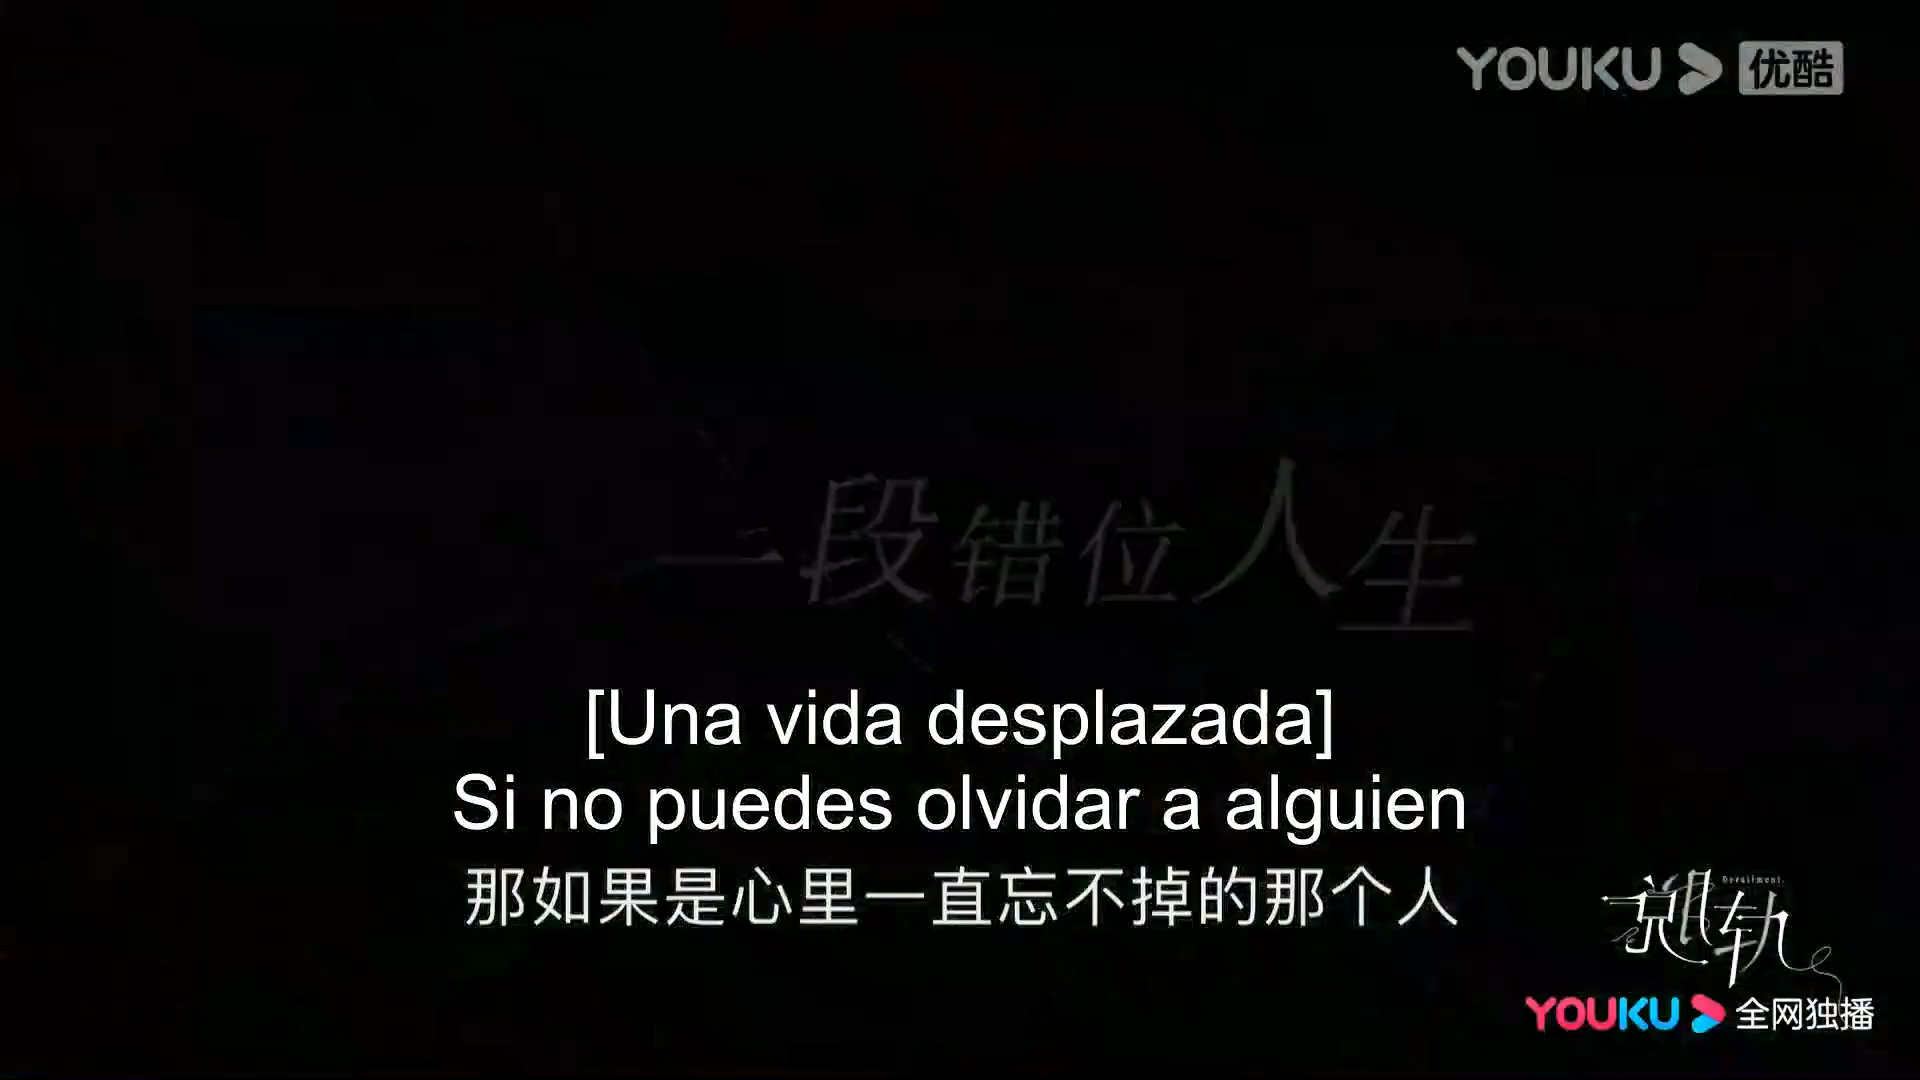 YOUKU 优酷
一段错位人生
[Una vida desplazada]
Si no puedes olvidar a alguien
那如果是心里一直忘不掉的那个人
Derailment.
脱轨
YOUKU 全网独播